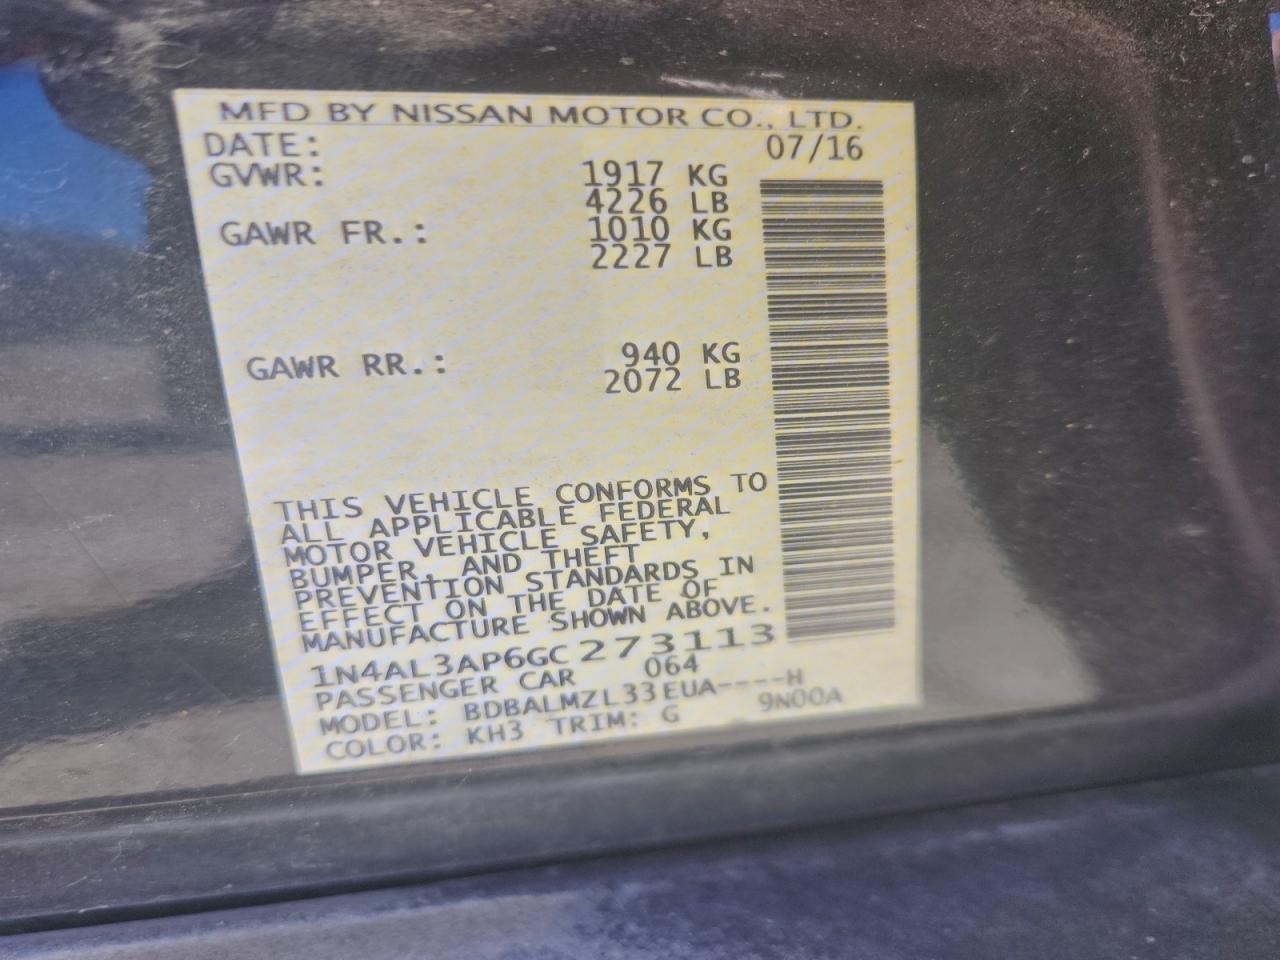 MFD BY NISSAN MOTOR CO., LTD.
DATE: 07/16
GVWR: 1917 KG
4226 LB
GAWR FR.: 1010 KG
2227 LB
GAWR RR.: 940 KG
2072 LB
THIS VEHICLE CONFORMS TO
ALL APPLICABLE FEDERAL
MOTOR VEHICLE SAFETY,
BUMPER, AND THEFT
PREVENTION STANDARDS IN
EFFECT ON THE DATE OF
MANUFACTURE SHOWN ABOVE.
1N4AL3AP6GC273113
PASSENGER CAR 064
MODEL: BDBALMZL33EUA----H
COLOR: KH3 TRIM: G 9N00A